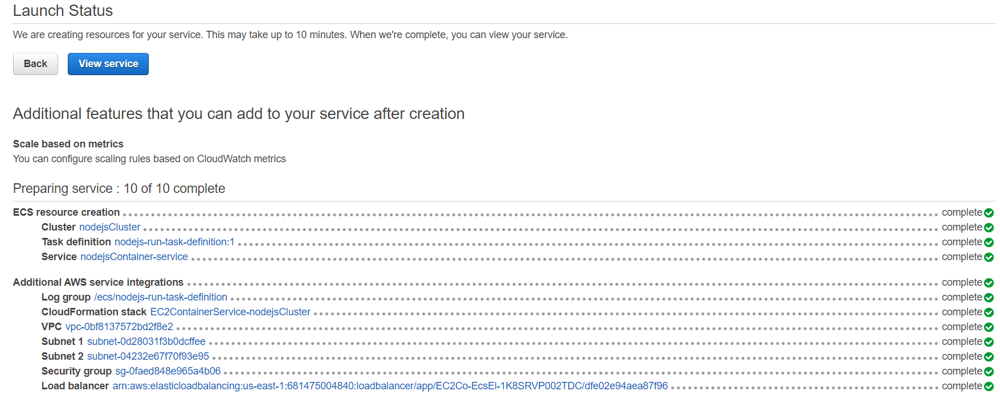 Launch Status
We are creating resources for your service. This may take up to 10 minutes. When we're complete, you can view your service.
Back View service
Additional features that you can add to your service after creation
Scale based on metrics
You can configure scaling rules based on CloudWatch metrics
Preparing service : 10 of 10 complete
ECS resource creation complete
Cluster nodejsCluster complete
Task definition nodejs-run-task-definition:1 complete
Service nodejsContainer-service complete
Additional AWS service integrations complete
Log group /ecs/nodejs-run-task-definition complete
CloudFormation stack EC2ContainerService-nodejsCluster complete
VPC vpc-0bf8137572bd2f8e2 complete
Subnet 1 subnet-0d28031f3b0dcffee complete
Subnet 2 subnet-04232e67f70f93e95 complete
Security group sg-0faed848e965a4b06 complete
Load balancer arn:aws:elasticloadbalancing:us-east-1:681475004840:loadbalancer/app/EC2Co-EcsEl-1K8SRVP002TDC/dfe02e94aea87f96 complete